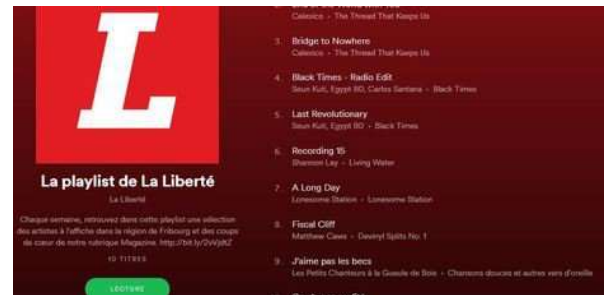 L
La playlist de La Liberté
La Liberté
Chaque semaine, retrouvez dans cette playlist une sélection
des artistes à l'affiche dans la région de Fribourg et des coups
de cœur de notre rubrique Magazine. http://bit.ly/
10 TITRES
LECTURE
2.
Calexico • The Thread That Keeps Us
3. Bridge to Nowhere
Calexico • The Thread That Keeps Us
4. Black Times - Radio Edit
Seun Kuti, Egypt 80, Carlos Santana • Black Times
5. Last Revolutionary
Seun Kuti, Egypt 80 • Black Times
6. Recording 15
Shannon Lay • Living Water
7. A Long Day
Lonesome Station • Lonesome Station
8. Fiscal Cliff
Matthew Caws • Devinyl Splits No. 1
9. J'aime pas les becs
Les Petits Chanteurs à la Gueule de Bois • Chansons douces et autres vers d'oreille